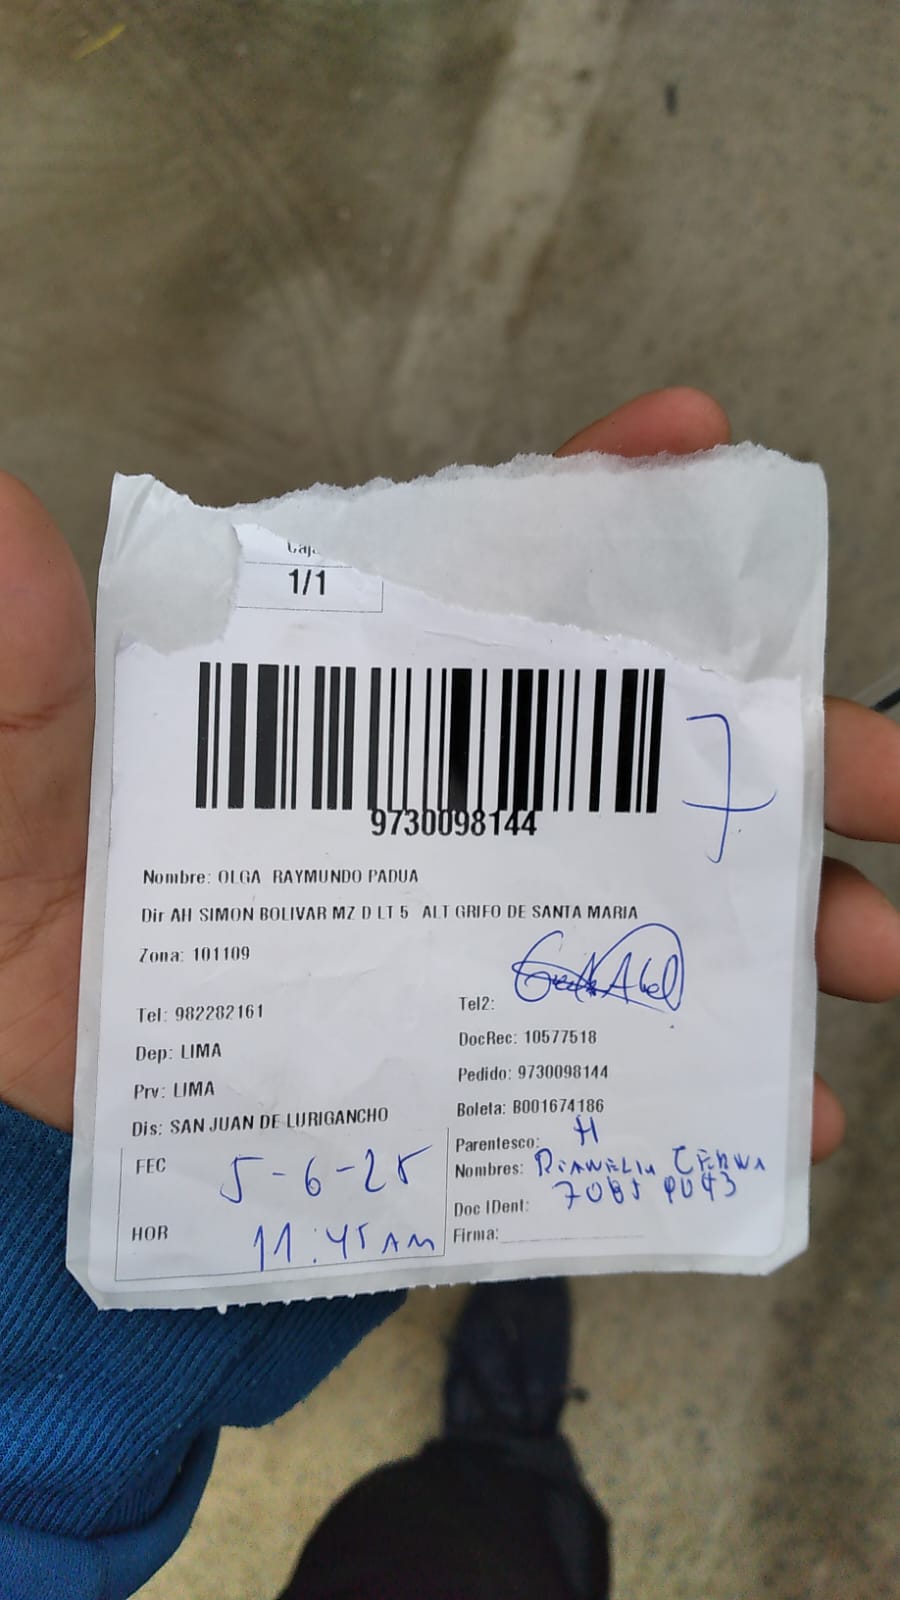 Caja
1/1
7
9730098144
Nombre: OLGA RAYMUNDO PADUA
Dir AH SIMON BOLIVAR MZ D LT 5 ALT GRIFO DE SANTA MARIA
Zona: 101109
Tel: 982282161
Tel2:
Dep: LIMA
DocRec: 10577518
Prv: LIMA
Pedido: 9730098144
Dis: SAN JUAN DE LURIGANCHO
Boleta: B001674186
Parentesco: H
FEC 5-6-25
Nombres:
Doc IDent:
HOR 11:45 AM
Firma: